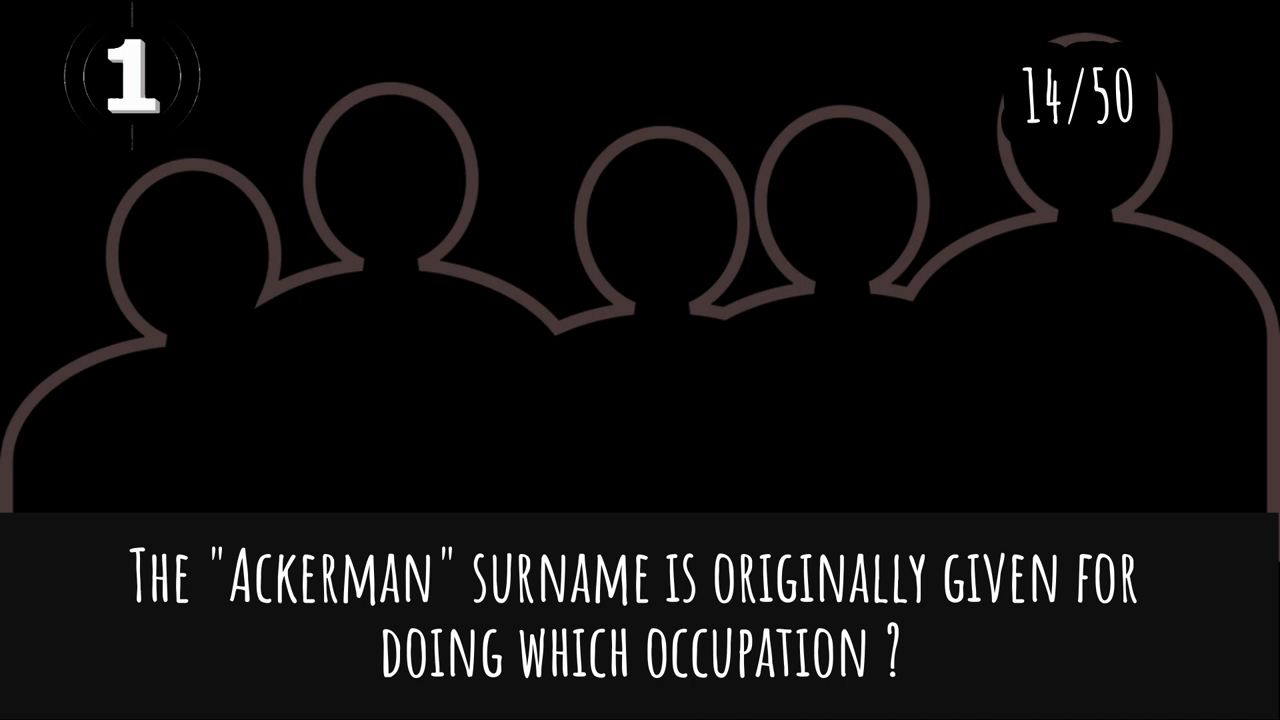 1
14/50
The "Ackerman" surname is originally given for
doing which occupation ?